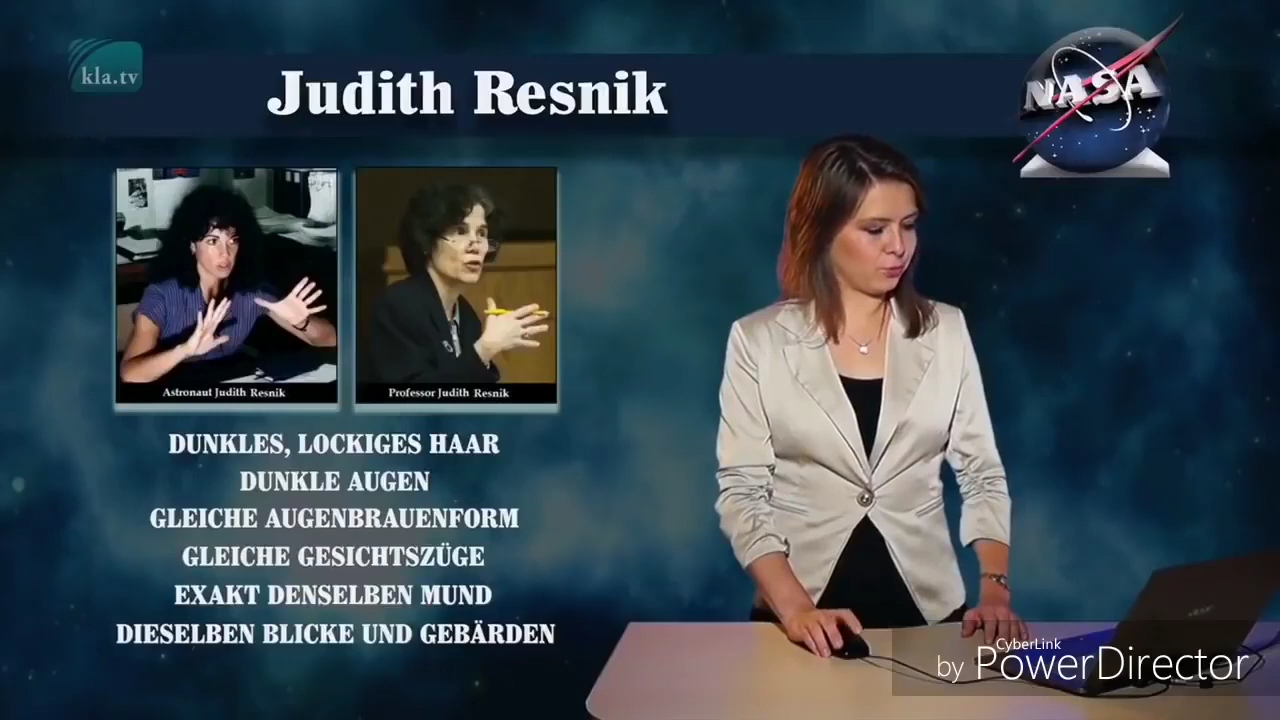 kla.tv
Judith Resnik
NASA
Astronaut Judith Resnik
Professor Judith Resnik
DUNKLES, LOCKIGES HAAR
DUNKLE AUGEN
GLEICHE AUGENBRAUENFORM
GLEICHE GESICHTSZÜGE
EXAKT DENSELBEN MUND
DIESELBEN BLICKE UND GEBÄRDEN
CyberLink
by PowerDirector